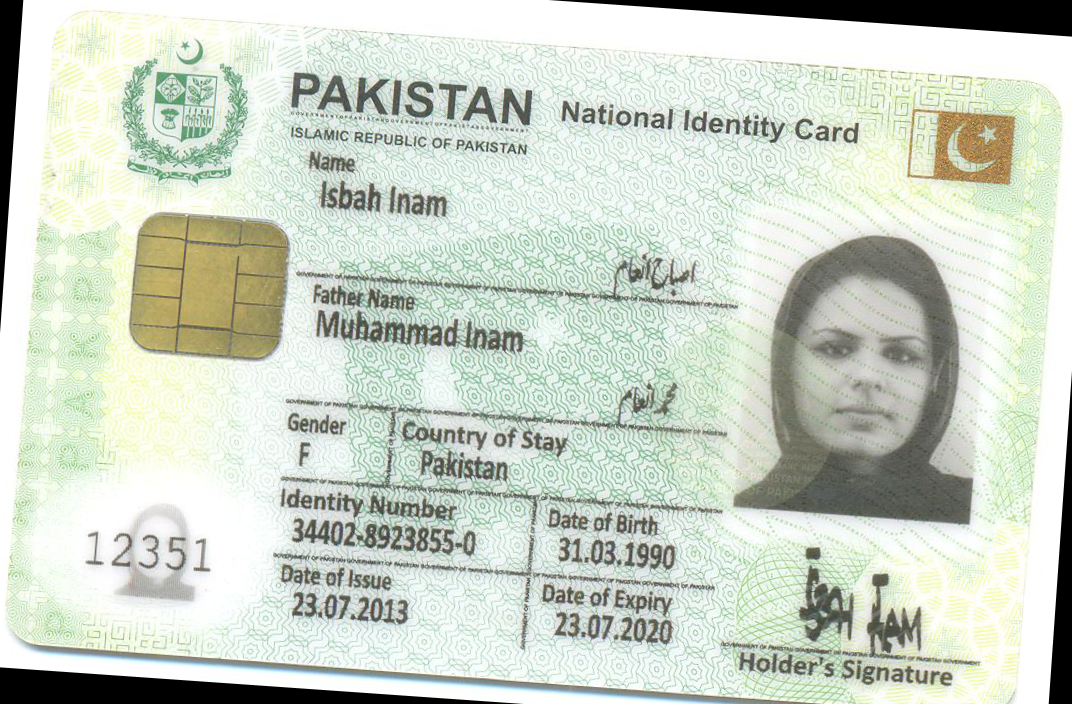 PAKISTAN National Identity Card
ISLAMIC REPUBLIC OF PAKISTAN
Name
Isbah Inam
اصباح انعام
Father Name
Muhammad Inam
محمد انعام
Gender
Country of Stay
F
Pakistan
Identity Number
Date of Birth
34402-8923855-0
31.03.1990
12351
Date of Issue
Date of Expiry
23.07.2013
23.07.2020
Holder's Signature